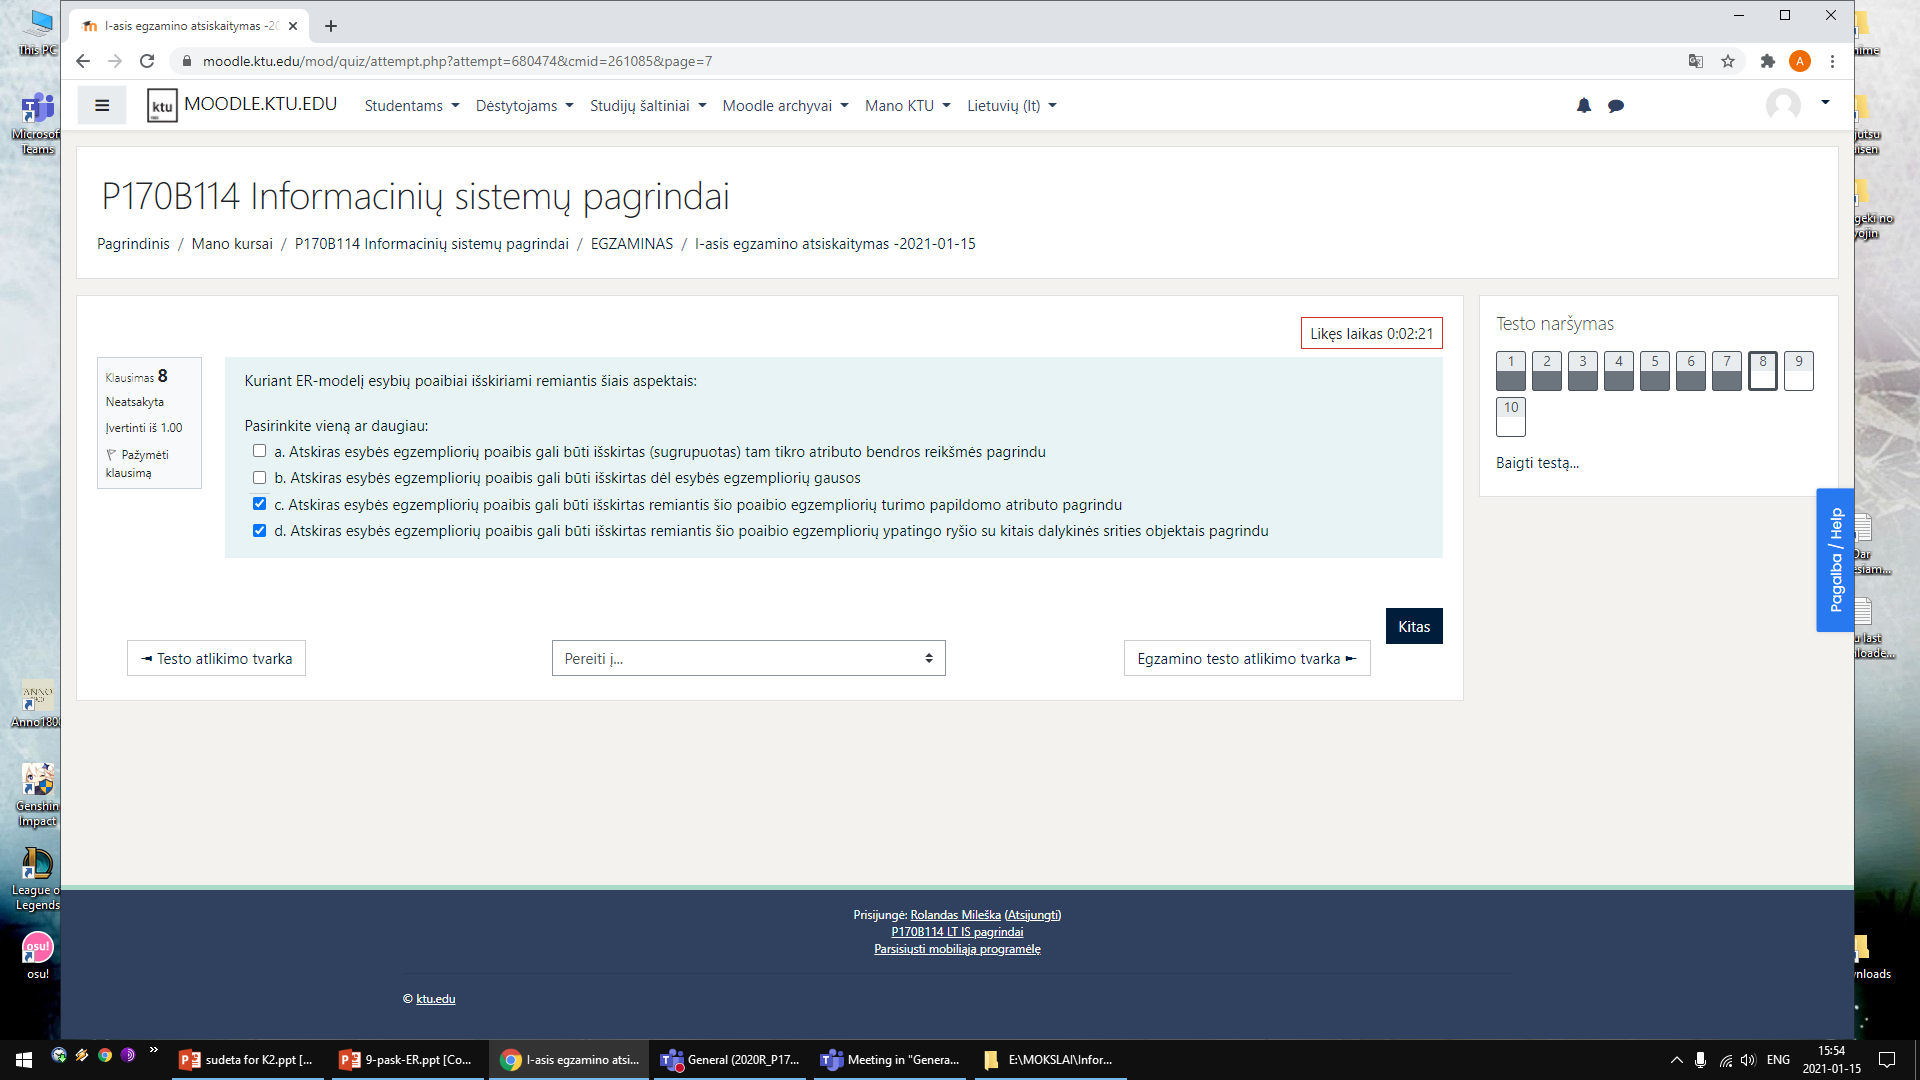 I-asis egzamino atsiskaitymas -20
moodle.ktu.edu/mod/quiz/attempt.php?attempt=680474&cmid=261085&page=7
A
This PC
Microsoft
Teams
ktu
MOODLE.KTU.EDU
Studentams
Dėstytojams
Studijų šaltiniai
Moodle archyvai
Mano KTU
Lietuvių (lt)
P170B114 Informacinių sistemų pagrindai
Pagrindinis / Mano kursai / P170B114 Informacinių sistemų pagrindai / EGZAMINAS / I-asis egzamino atsiskaitymas -2021-01-15
Likęs laikas 0:02:21
Klausimas 8
Neatsakyta
Įvertinti iš 1.00
Pažymėti
klausimą
Kuriant ER-modelį esybių poaibiai išskiriami remiantis šiais aspektais:
Pasirinkite vieną ar daugiau:
a. Atskiras esybės egzempliorių poaibis gali būti išskirtas (sugrupuotas) tam tikro atributo bendros reikšmės pagrindu
b. Atskiras esybės egzempliorių poaibis gali būti išskirtas dėl esybės egzempliorių gausos
c. Atskiras esybės egzempliorių poaibis gali būti išskirtas remiantis šio poaibio egzempliorių turimo papildomo atributo pagrindu
d. Atskiras esybės egzempliorių poaibis gali būti išskirtas remiantis šio poaibio egzempliorių ypatingo ryšio su kitais dalykinės srities objektais pagrindu
Kitas
◄ Testo atlikimo tvarka
Pereiti į...
Egzamino testo atlikimo tvarka ►
Testo naršymas
1 2 3 4 5 6 7 8 9
10
Baigti testą...
Pagalba / Help
Anno1800
Genshin
Impact
League o
Legends
osu!
osu!
Prisijungė: Rolandas Mileška (Atsijungti)
P170B114 LT IS pagrindai
Parsisiųsti mobiliąją programėlę
© ktu.edu
sudeta for K2.ppt [...
9-pask-ER.ppt [Co...
I-asis egzamino atsi...
General (2020R_P17...
Meeting in "Genera...
E:\MOKSLAI\Infor...
ENG
15:54
2021-01-15